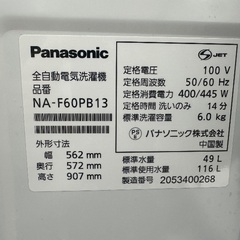 Panasonic
全自動電気洗濯機
品番
NA-F60PB13
外形寸法
幅 562 mm
奥行 572 mm
高さ 907 mm
JET
定格電圧 100 V
定格周波数 50/60 Hz
定格消費電力 400/445 W
定格時間 洗いのみ 14分
標準洗濯容量 6.0 kg
PSE パナソニック株式会社
中国製
標準水量 49 L
標準使用水量 116 L
製造番号 2053400268